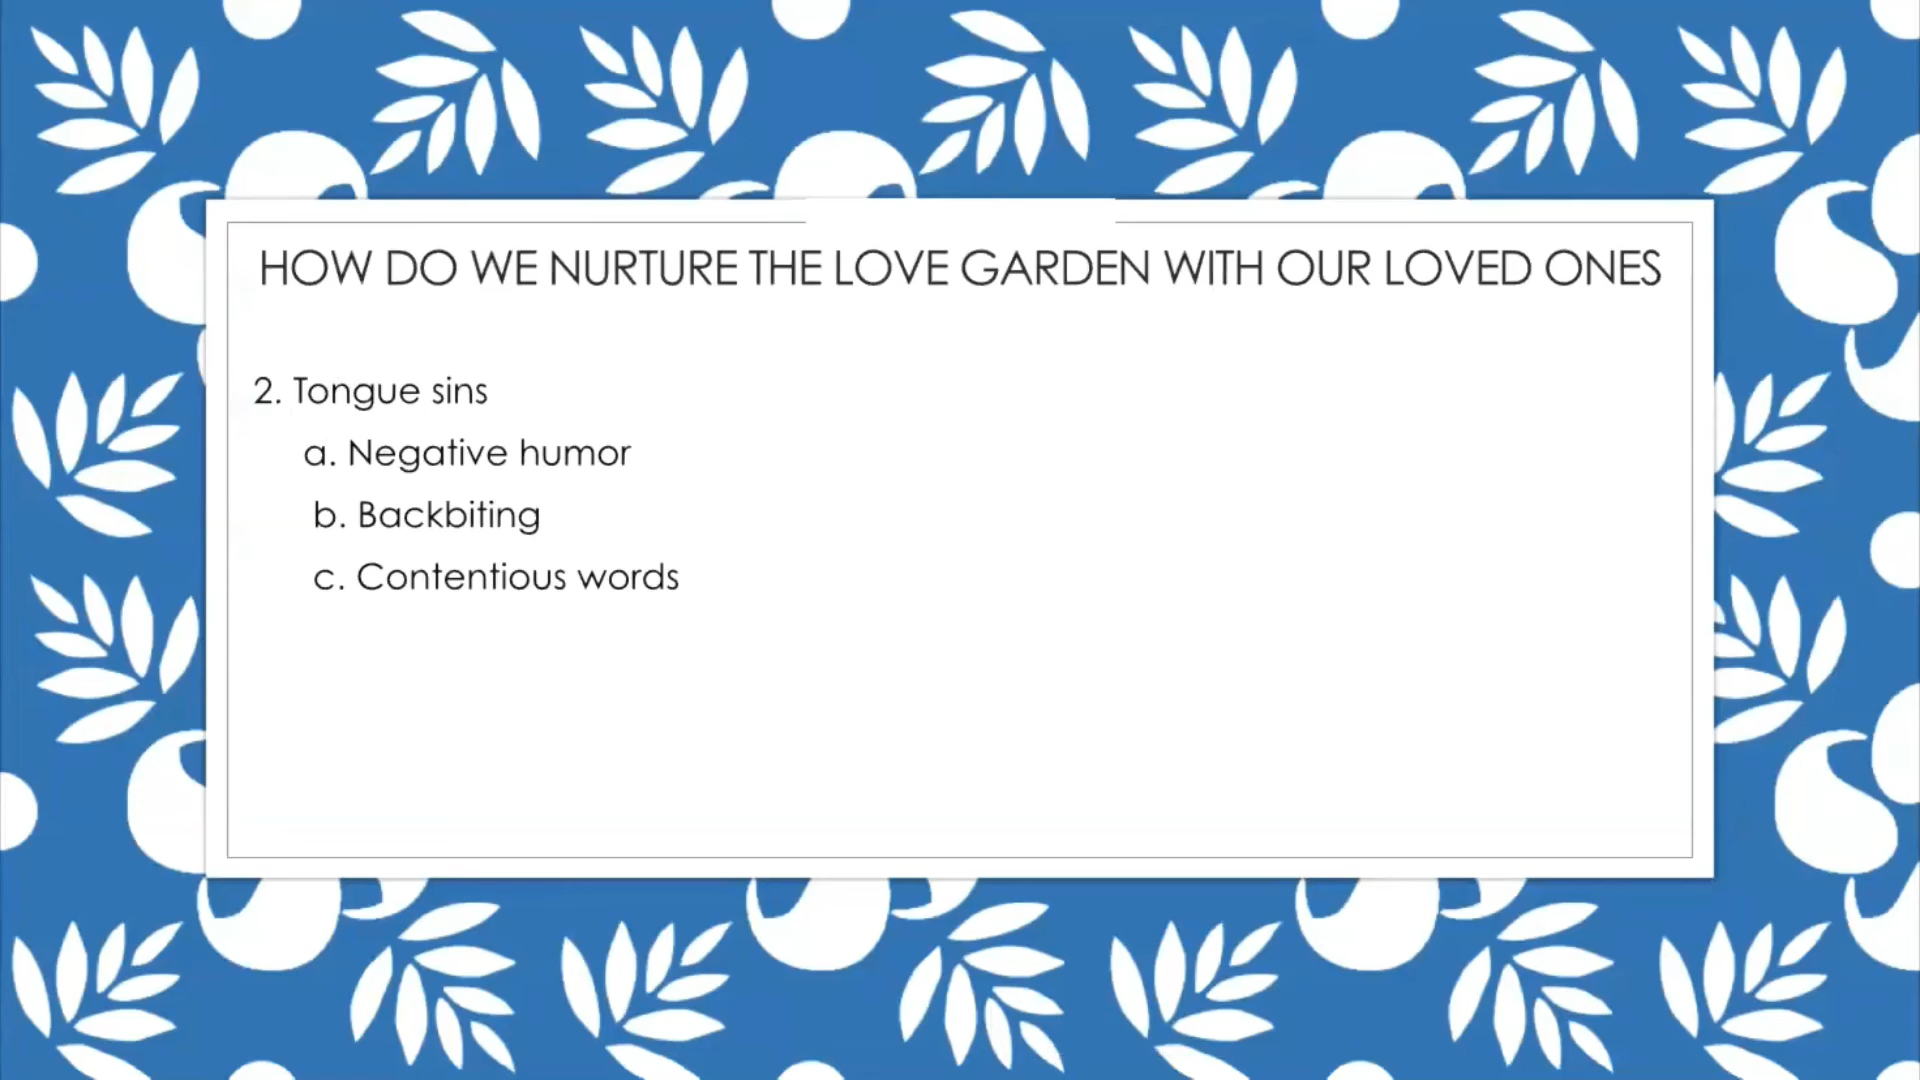 HOW DO WE NURTURE THE LOVE GARDEN WITH OUR LOVED ONES
2. Tongue sins
a. Negative humor
b. Backbiting
c. Contentious words